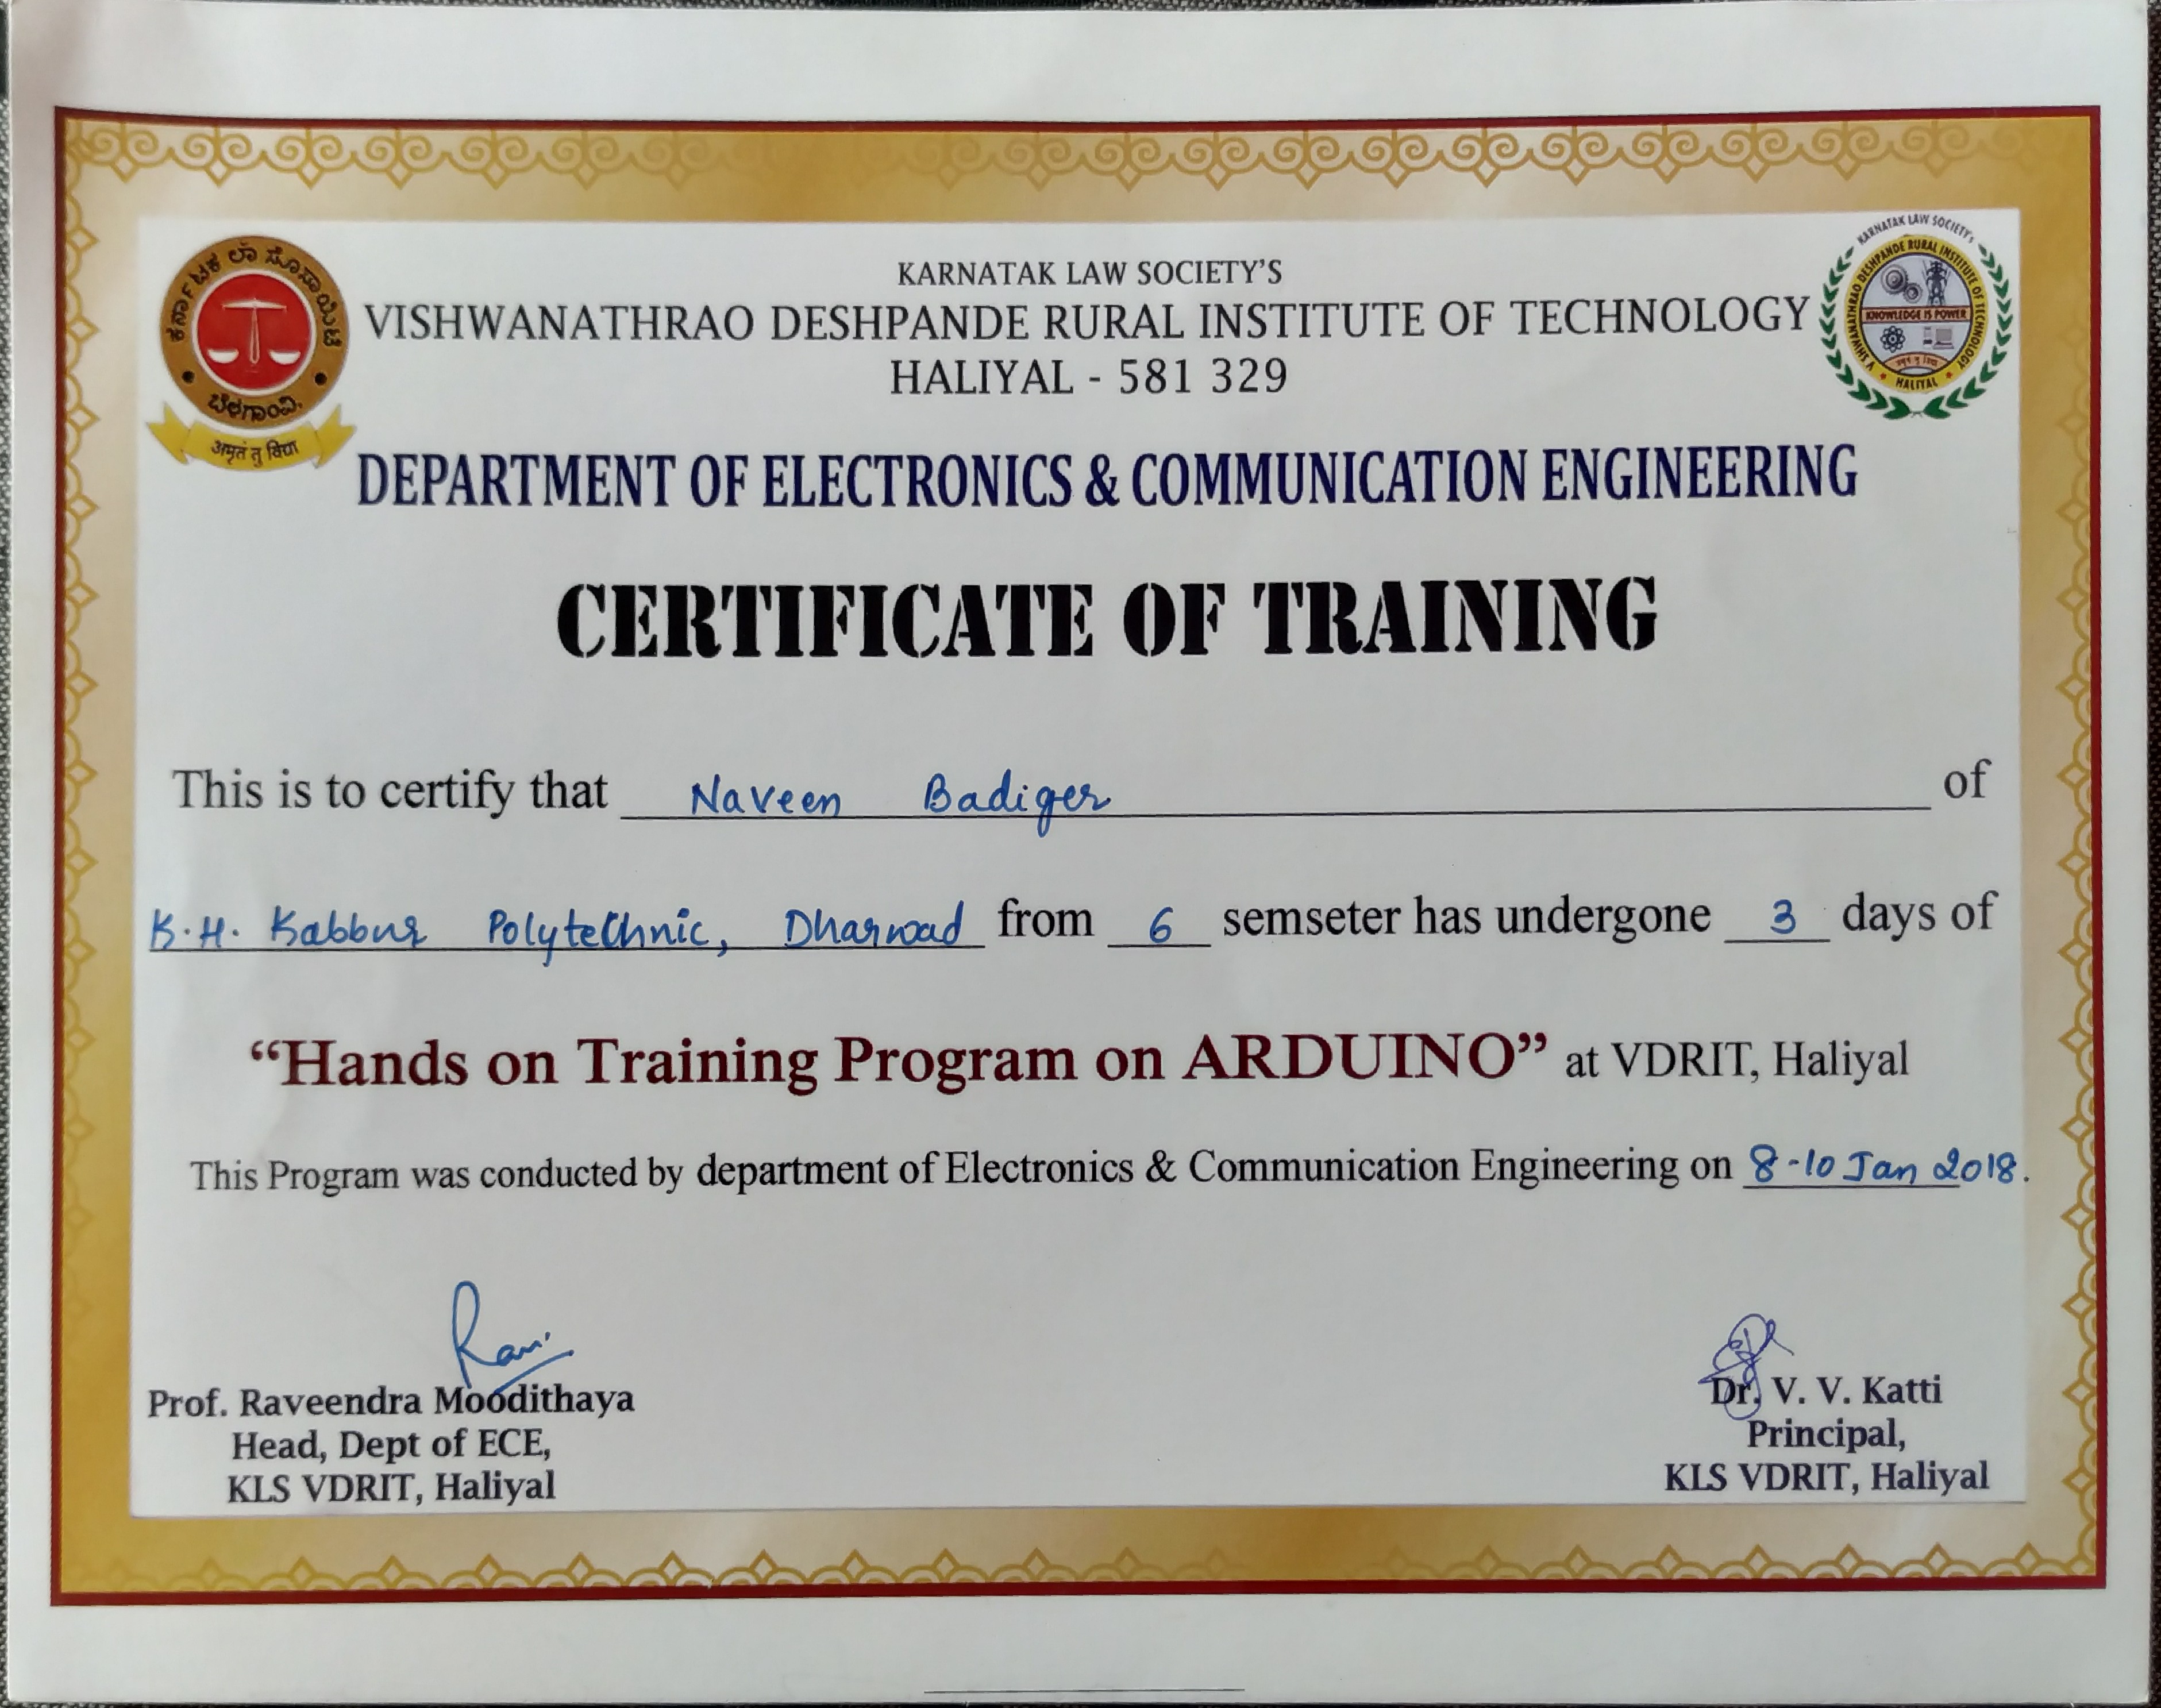 ಕರ್ನಾಟಕ ಲಾ ಸೊಸಾಯಿಟಿ
ಬೆಳಗಾಂವಿ.
अमृतं तु विद्या
KARNATAK LAW SOCIETY'S
VISHWANATHRAO DESHPANDE RURAL INSTITUTE OF TECHNOLOGY
HALIYAL - 581 329
KARNATAK LAW SOCIETY'S
VISHWANATHRAO DESHPANDE RURAL INSTITUTE OF TECHNOLOGY
KNOWLEDGE IS POWER
HALIYAL
DEPARTMENT OF ELECTRONICS & COMMUNICATION ENGINEERING
CERTIFICATE OF TRAINING
This is to certify that Naveen Badiger of
K.H. Kabbur Polytechnic, Dharwad from 6 semseter has undergone 3 days of
“Hands on Training Program on ARDUINO” at VDRIT, Haliyal
This Program was conducted by department of Electronics & Communication Engineering on 8-10 Jan 2018.
Ravi
Prof. Raveendra Moodithaya
Head, Dept of ECE,
KLS VDRIT, Haliyal
Dr. V. V. Katti
Principal,
KLS VDRIT, Haliyal